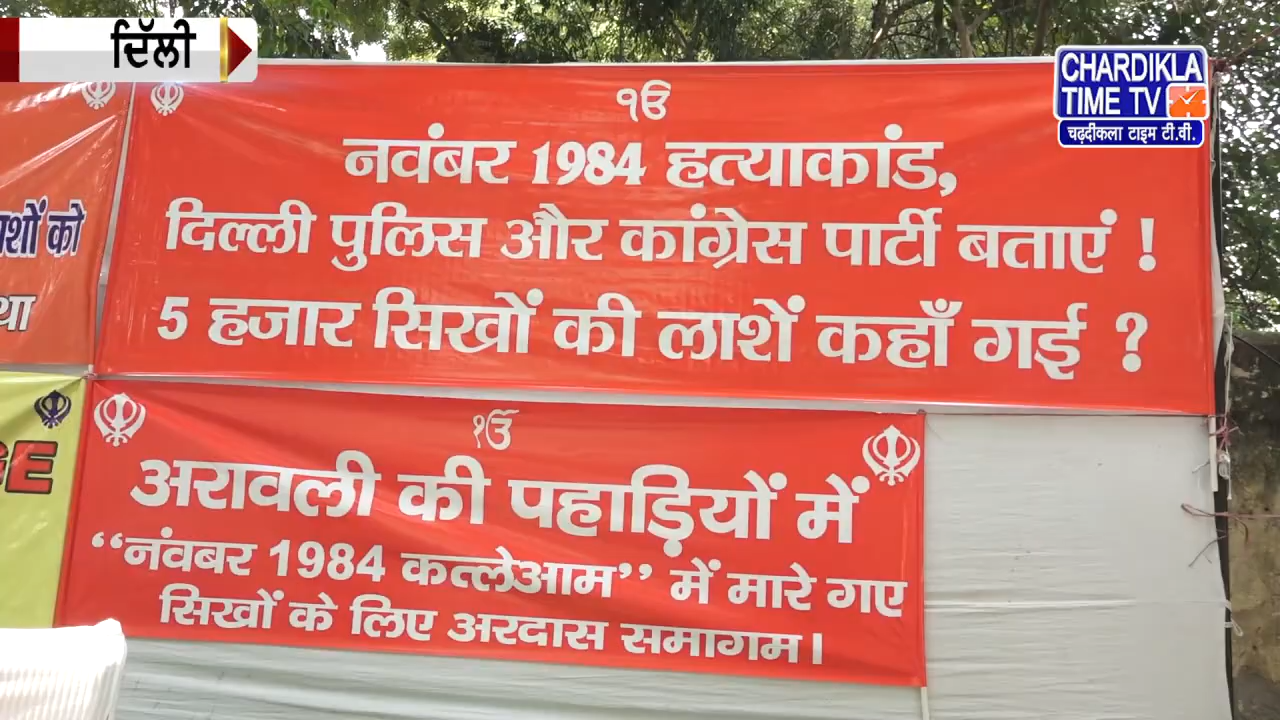 ਦਿੱਲੀ
CHARDIKLA
TIME TV
चढ़दीकला टाइम टी.वी.
ੴ
नवंबर 1984 हत्याकांड,
दिल्ली पुलिस और कांग्रेस पार्टी बताएं !
5 हजार सिखों की लाशें कहाँ गई ?
शों को
था
GE
ੴ
अरावली की पहाड़ियों में
“नंवबर 1984 कत्लेआम” में मारे गए
सिखों के लिए अरदास समागम।